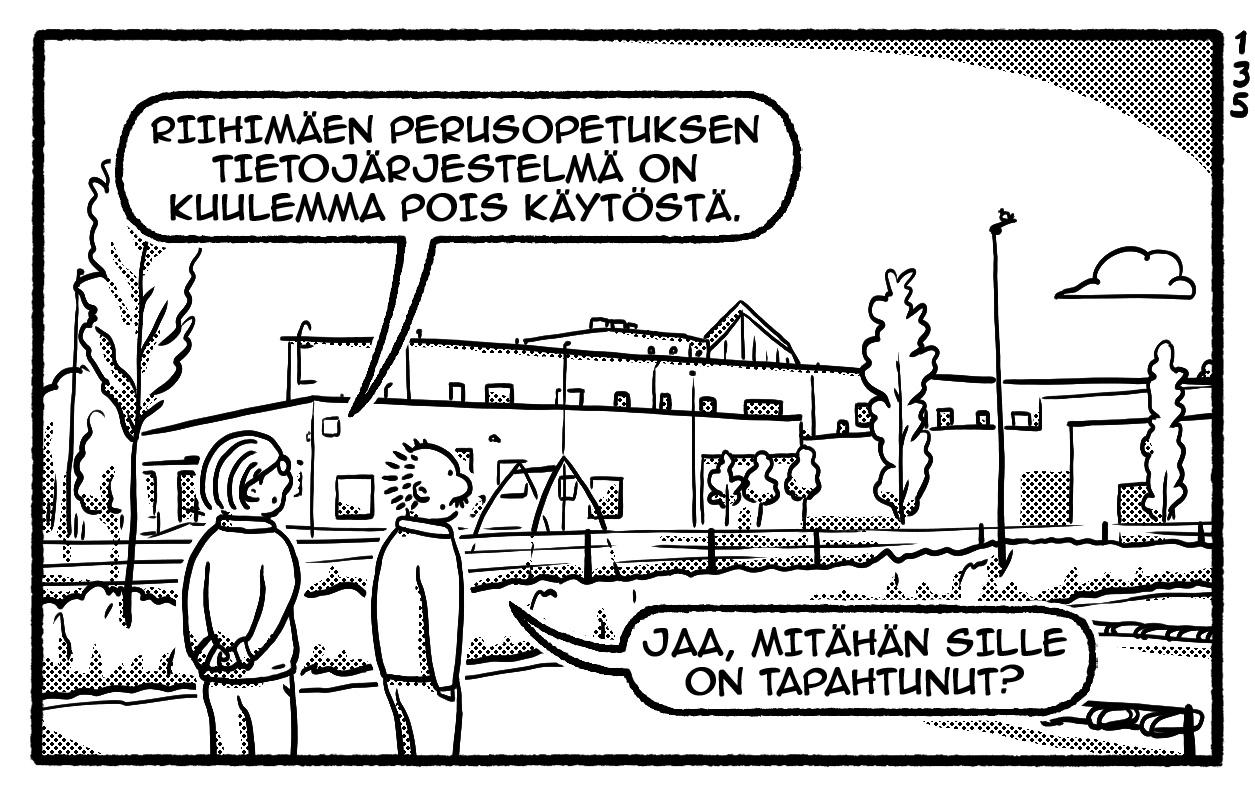 RIIHIMÄEN PERUSOPETUKSEN
TIETOJÄRJESTELMÄ ON
KUULEMMA POIS KÄYTÖSTÄ.
JAA, MITÄHÄN SILLE
ON TAPAHTUNUT?
135